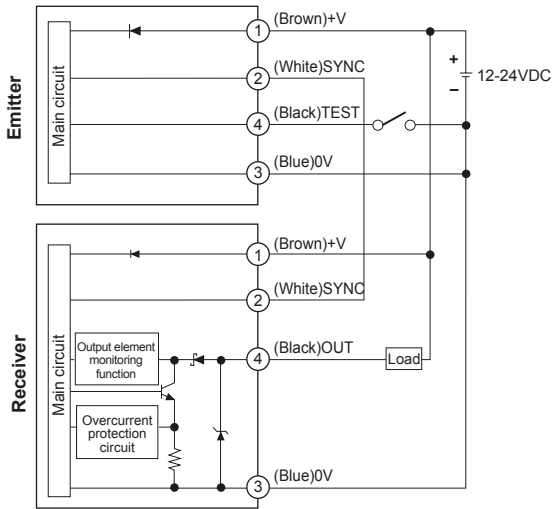 Emitter
Main circuit
1
(Brown)+V
2
(White)SYNC
4
(Black)TEST
3
(Blue)0V
+
−
12-24VDC
Receiver
Main circuit
1
(Brown)+V
2
(White)SYNC
Output element
monitoring
function
4
(Black)OUT
Load
Overcurrent
protection
circuit
3
(Blue)0V